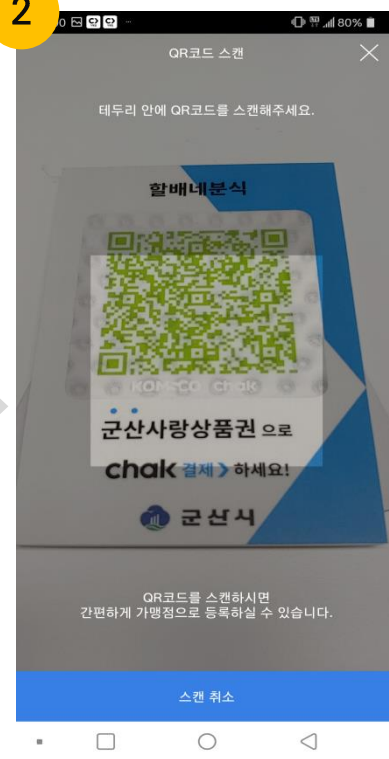 2
80%
QR코드 스캔
테두리 안에 QR코드를 스캔해주세요.
할배네분식
KOMSCO chak
군산사랑상품권 으로
chak 결제 > 하세요!
군산시
QR코드를 스캔하시면
간편하게 가맹점으로 등록하실 수 있습니다.
스캔 취소